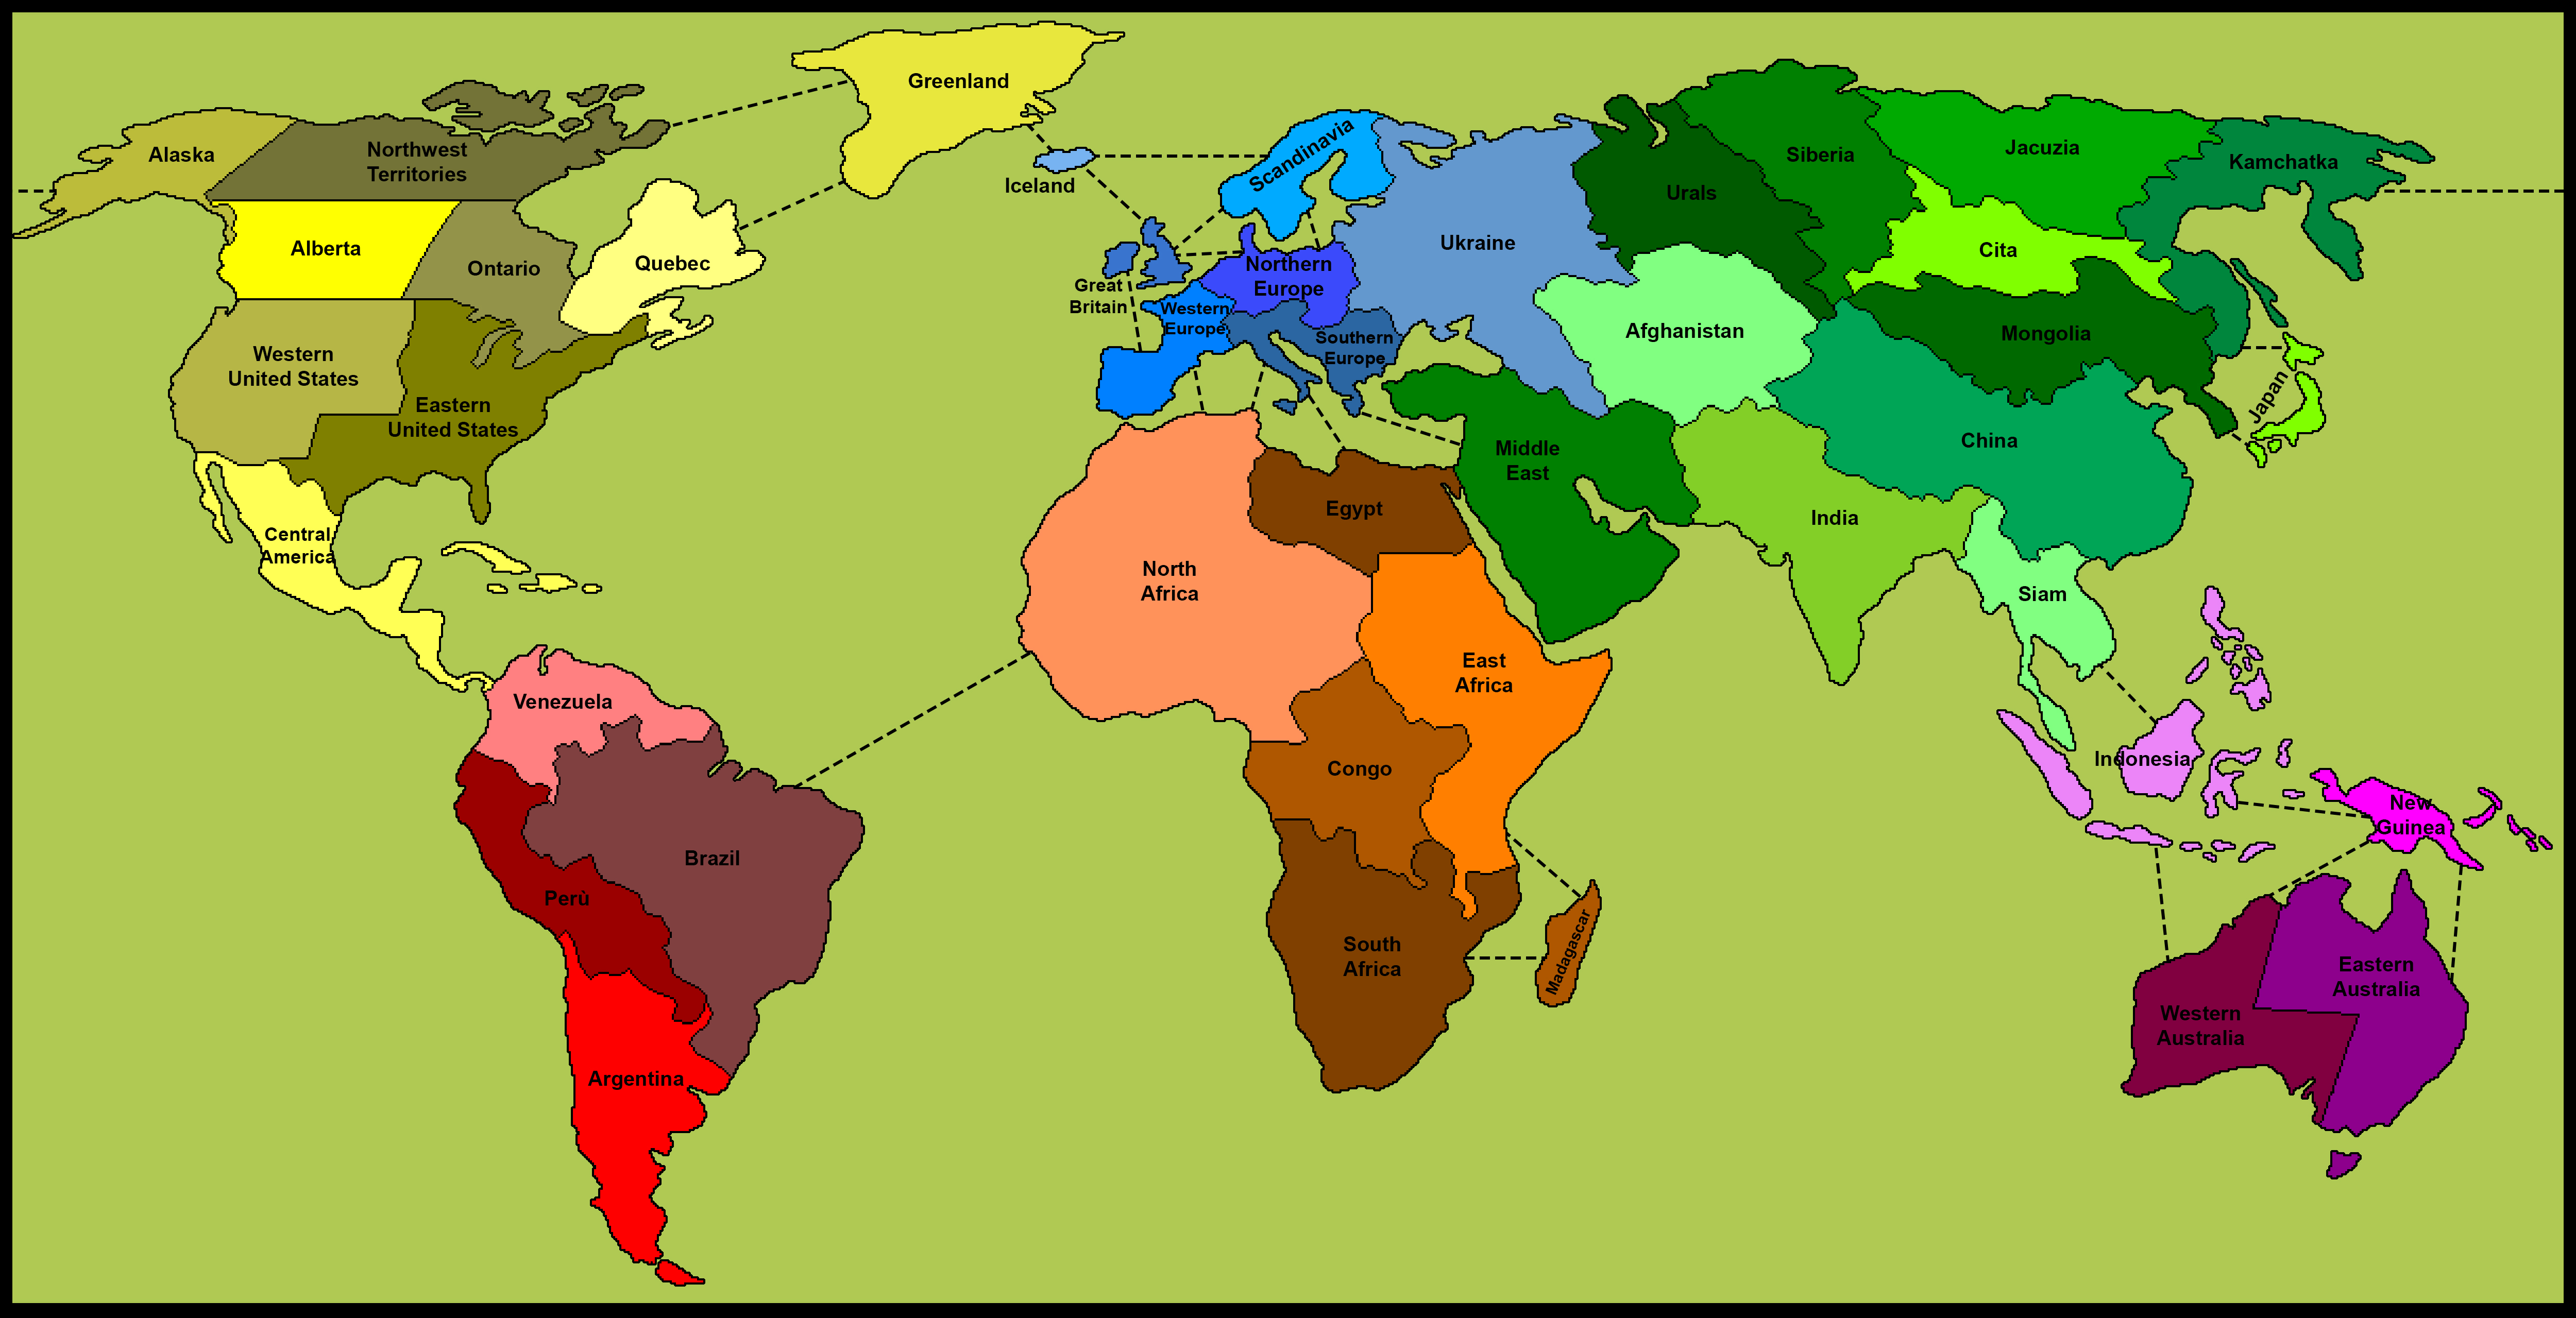 Greenland
Alaska
Northwest
Territories
Iceland
Scandinavia
Siberia
Jacuzia
Kamchatka
Urals
Alberta
Ontario
Quebec
Ukraine
Cita
Great
Britain
Northern
Europe
Western
Europe
Southern
Europe
Afghanistan
Mongolia
Japan
Western
United States
Eastern
United States
China
Middle
East
India
Egypt
Central
America
North
Africa
Siam
East
Africa
Venezuela
Congo
Indonesia
New
Guinea
Brazil
Perù
South
Africa
Madagascar
Eastern
Australia
Western
Australia
Argentina